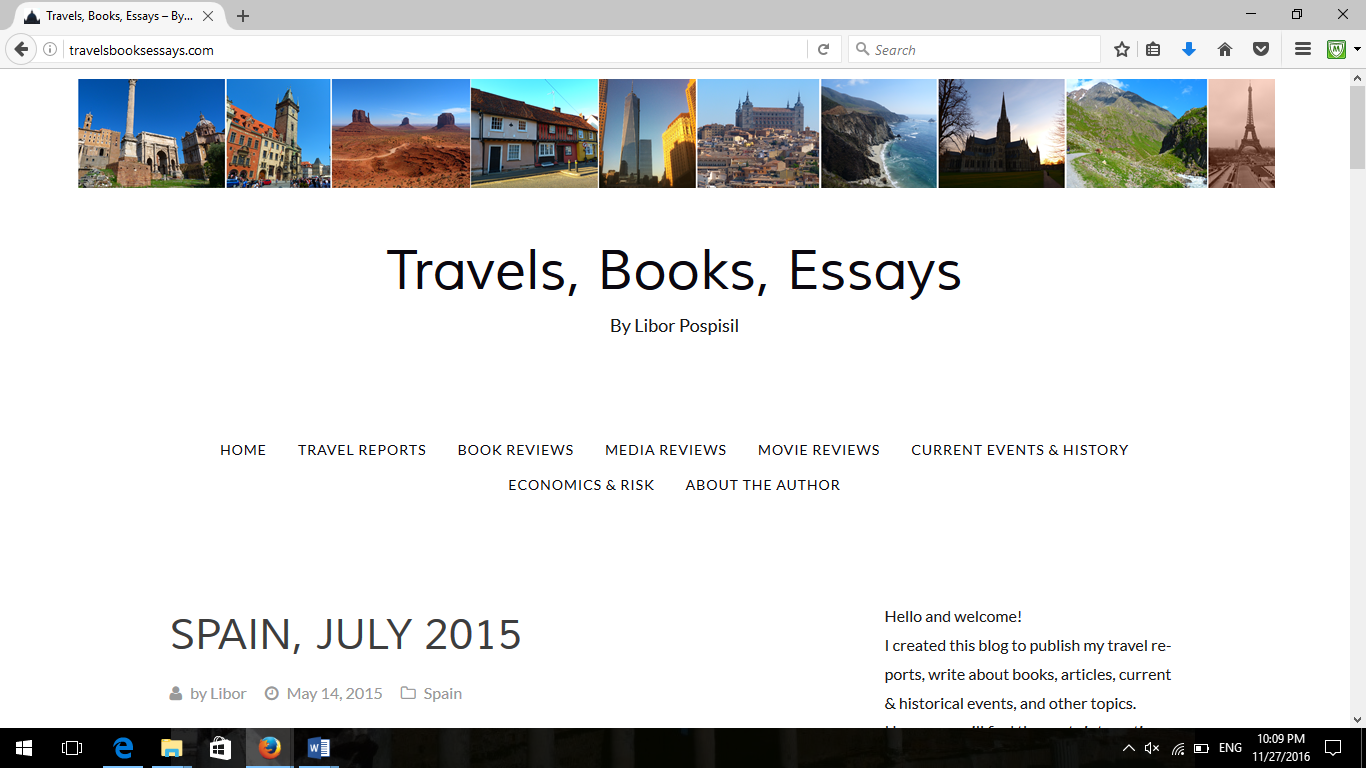 Travels, Books, Essays – By...
travelsbooksessays.com
Search
Travels, Books, Essays
By Libor Pospisil
HOME TRAVEL REPORTS BOOK REVIEWS MEDIA REVIEWS MOVIE REVIEWS CURRENT EVENTS & HISTORY
ECONOMICS & RISK ABOUT THE AUTHOR
SPAIN, JULY 2015
by Libor May 14, 2015 Spain
Hello and welcome!
I created this blog to publish my travel re-
ports, write about books, articles, current
& historical events, and other topics.
ENG
10:09 PM
11/27/2016